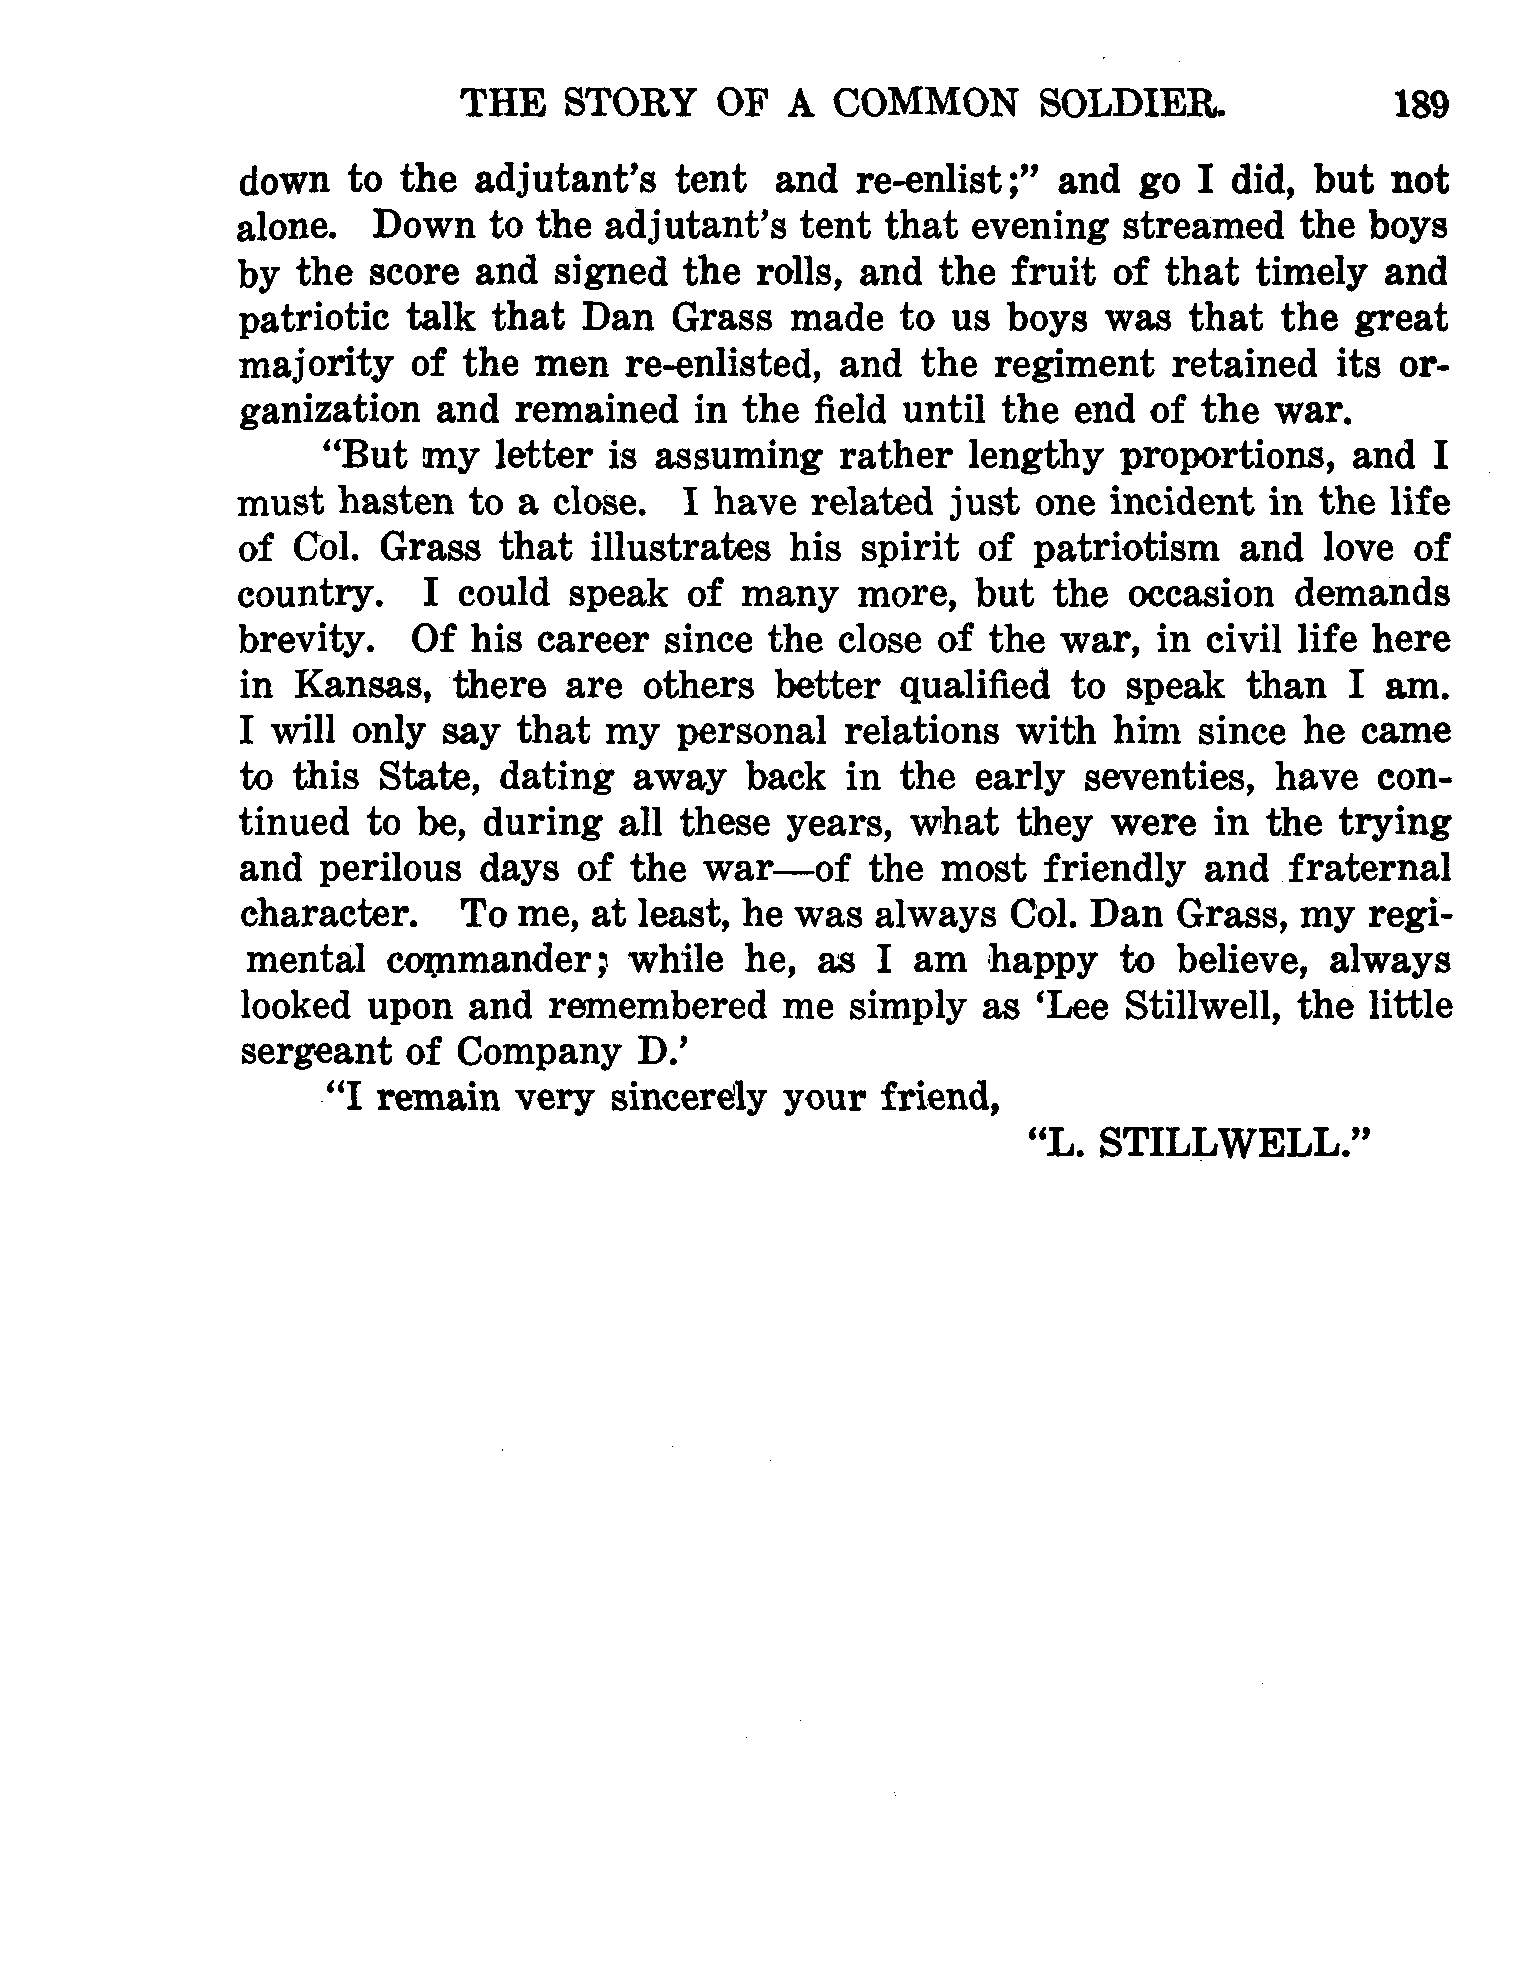 THE STORY OF A COMMON SOLDIER. 189
down to the adjutant's tent and re-enlist;" and go I did, but not
alone. Down to the adjutant's tent that evening streamed the boys
by the score and signed the rolls, and the fruit of that timely and
patriotic talk that Dan Grass made to us boys was that the great
majority of the men re-enlisted, and the regiment retained its or-
ganization and remained in the field until the end of the war.
"But my letter is assuming rather lengthy proportions, and I
must hasten to a close. I have related just one incident in the life
of Col. Grass that illustrates his spirit of patriotism and love of
country. I could speak of many more, but the occasion demands
brevity. Of his career since the close of the war, in civil life here
in Kansas, there are others better qualified to speak than I am.
I will only say that my personal relations with him since he came
to this State, dating away back in the early seventies, have con-
tinued to be, during all these years, what they were in the trying
and perilous days of the war—of the most friendly and fraternal
character. To me, at least, he was always Col. Dan Grass, my regi-
mental commander; while he, as I am happy to believe, always
looked upon and remembered me simply as 'Lee Stillwell, the little
sergeant of Company D.'
"I remain very sincerely your friend,
"L. STILLWELL."